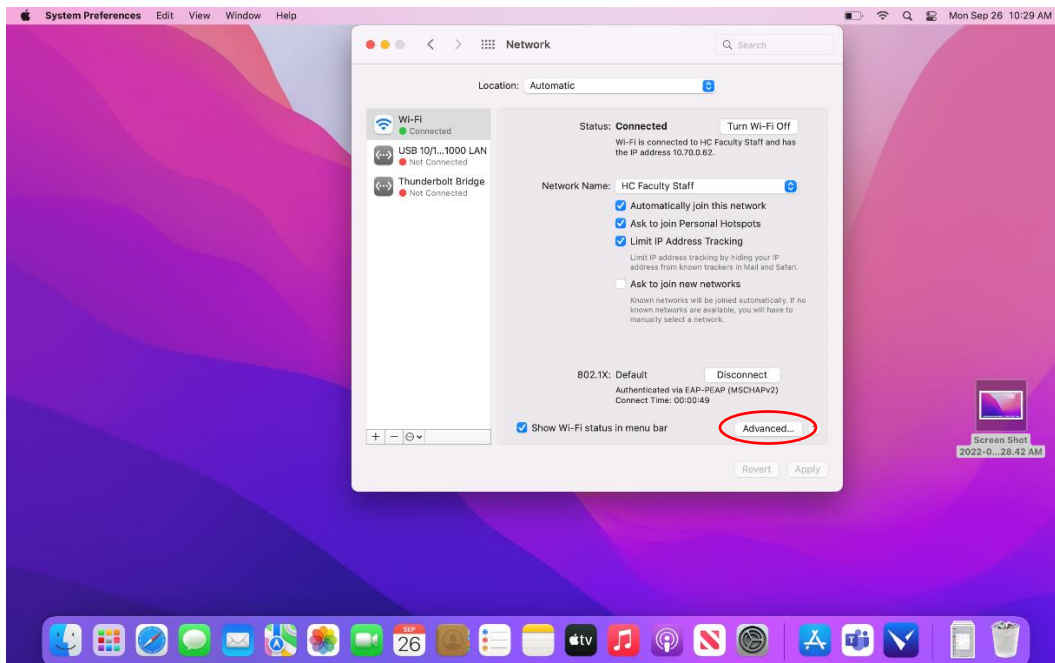 System Preferences Edit View Window Help Mon Sep 26 10:29 AM
Network
Search
Location: Automatic
Wi-Fi
Connected
USB 10/1...1000 LAN
Not Connected
Thunderbolt Bridge
Not Connected
Status: Connected Turn Wi-Fi Off
Wi-Fi is connected to HC Faculty Staff and has
the IP address 10.70.0.62.
Network Name: HC Faculty Staff
Automatically join this network
Ask to join Personal Hotspots
Limit IP Address Tracking
Limit IP address tracking by hiding your IP
address from known trackers in Mail and Safari.
Ask to join new networks
Known networks will be joined automatically. If no
known networks are available, you will have to
manually select a network.
802.1X: Default Disconnect
Authenticated via EAP-PEAP (MSCHAPv2)
Connect Time: 00:00:49
Show Wi-Fi status in menu bar Advanced...
Revert Apply
Screen Shot
2022-0...28.42 AM
SEP
26
tv